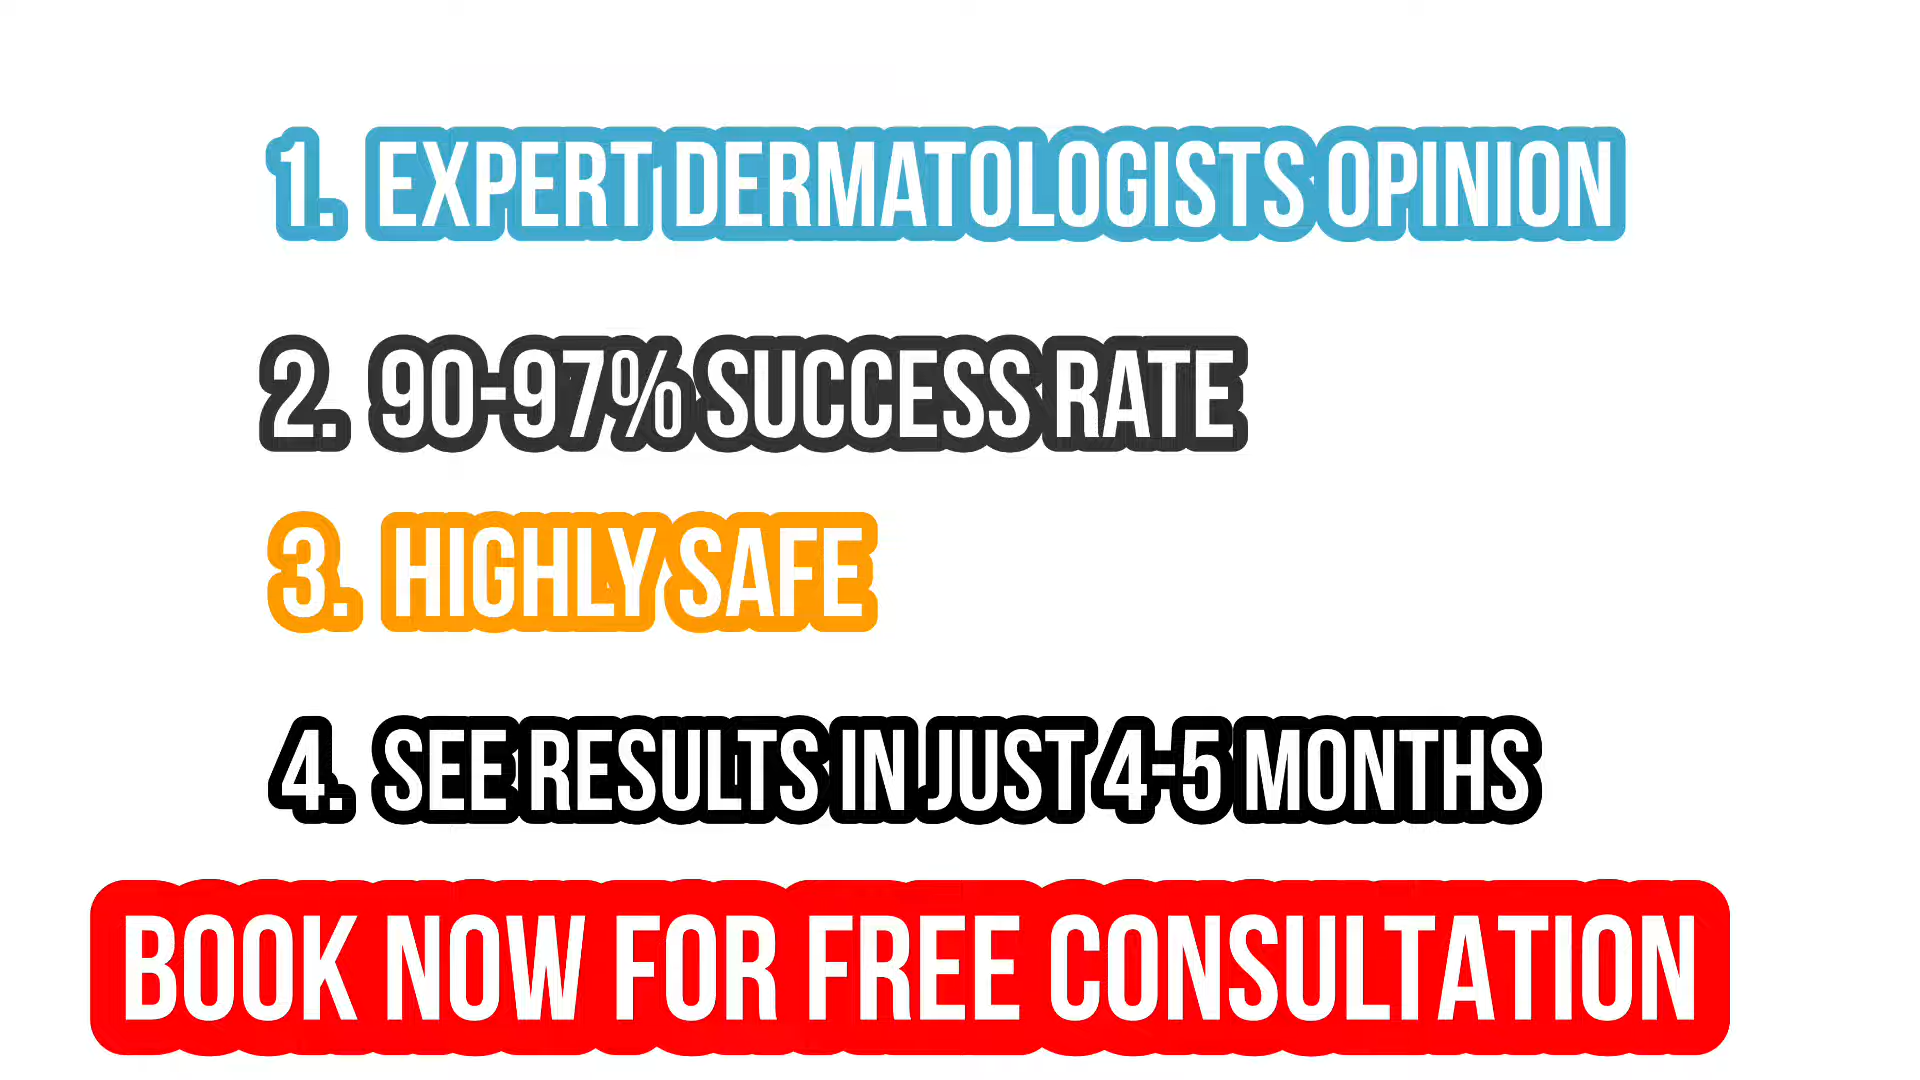 1. EXPERT DERMATOLOGISTS OPINION
2. 90-97% SUCCESS RATE
3. HIGHLY SAFE
4. SEE RESULTS IN JUST 4-5 MONTHS
BOOK NOW FOR FREE CONSULTATION